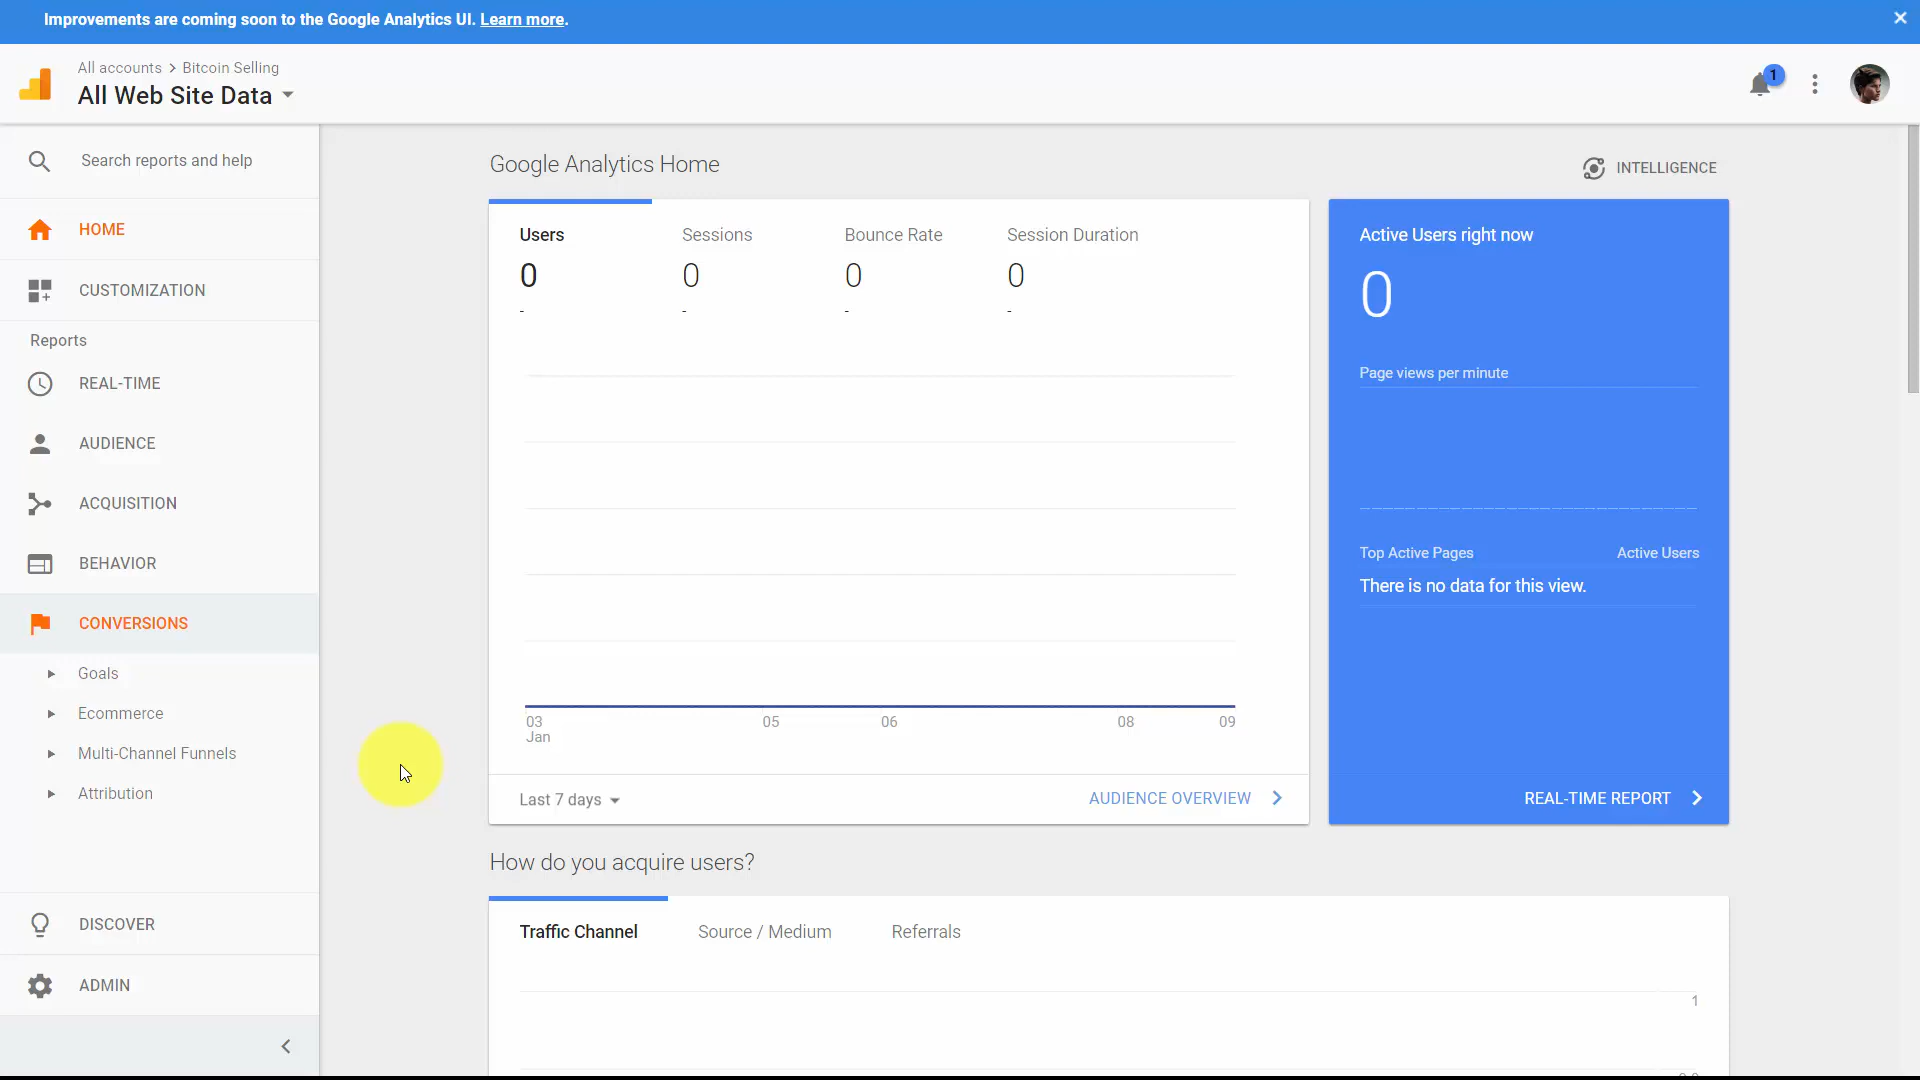 Improvements are coming soon to the Google Analytics UI. Learn more.
All accounts > Bitcoin Selling
All Web Site Data
1
Search reports and help
HOME
CUSTOMIZATION
Reports
REAL-TIME
AUDIENCE
ACQUISITION
BEHAVIOR
CONVERSIONS
Goals
Ecommerce
Multi-Channel Funnels
Attribution
DISCOVER
ADMIN
Google Analytics Home
INTELLIGENCE
Users Sessions Bounce Rate Session Duration
0 0 0 0
- - - -
03 05 06 08 09
Jan
Last 7 days
AUDIENCE OVERVIEW
Active Users right now
0
Page views per minute
Top Active Pages Active Users
There is no data for this view.
REAL-TIME REPORT
How do you acquire users?
Traffic Channel Source / Medium Referrals
1